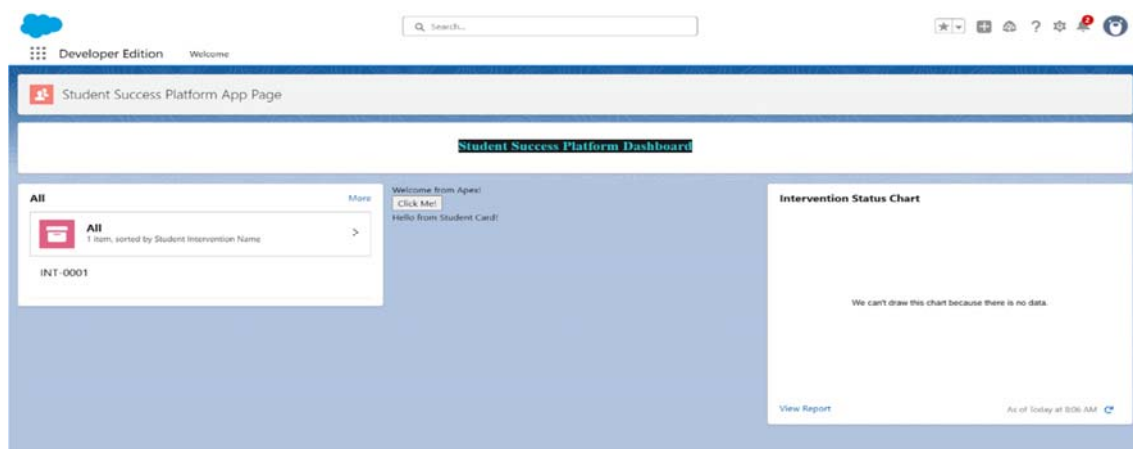 Search...
2
Developer Edition Welcome
Student Success Platform App Page
Student Success Platform Dashboard
All More
All
1 item, sorted by Student Intervention Name
INT-0001
Welcome from Apex!
Click Me!
Hello from Student Card!
Intervention Status Chart
We can't draw this chart because there is no data.
View Report As of Today at 8:06 AM